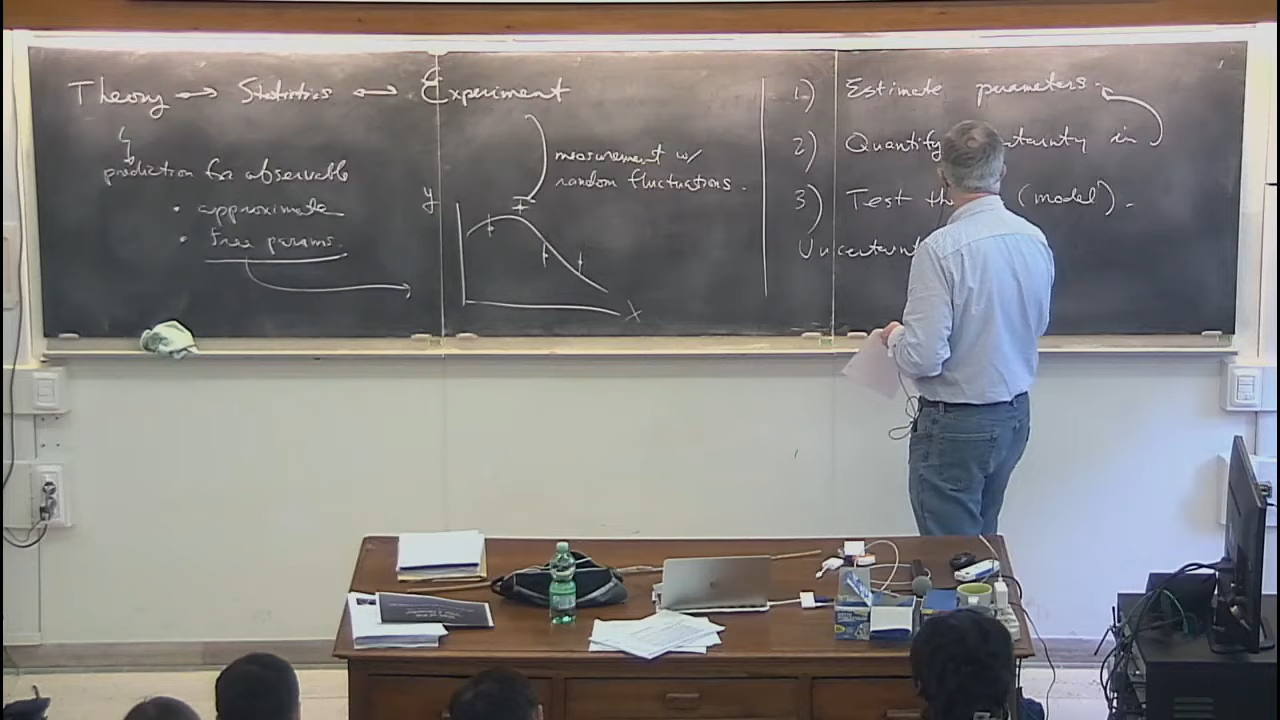 Theory ↔ Statistics ↔ Experiment
prediction for observable
• approximate
• free params.
measurement w/
random fluctuations.
y
x
1) Estimate parameters.
2) Quantify in
3) Test (model).